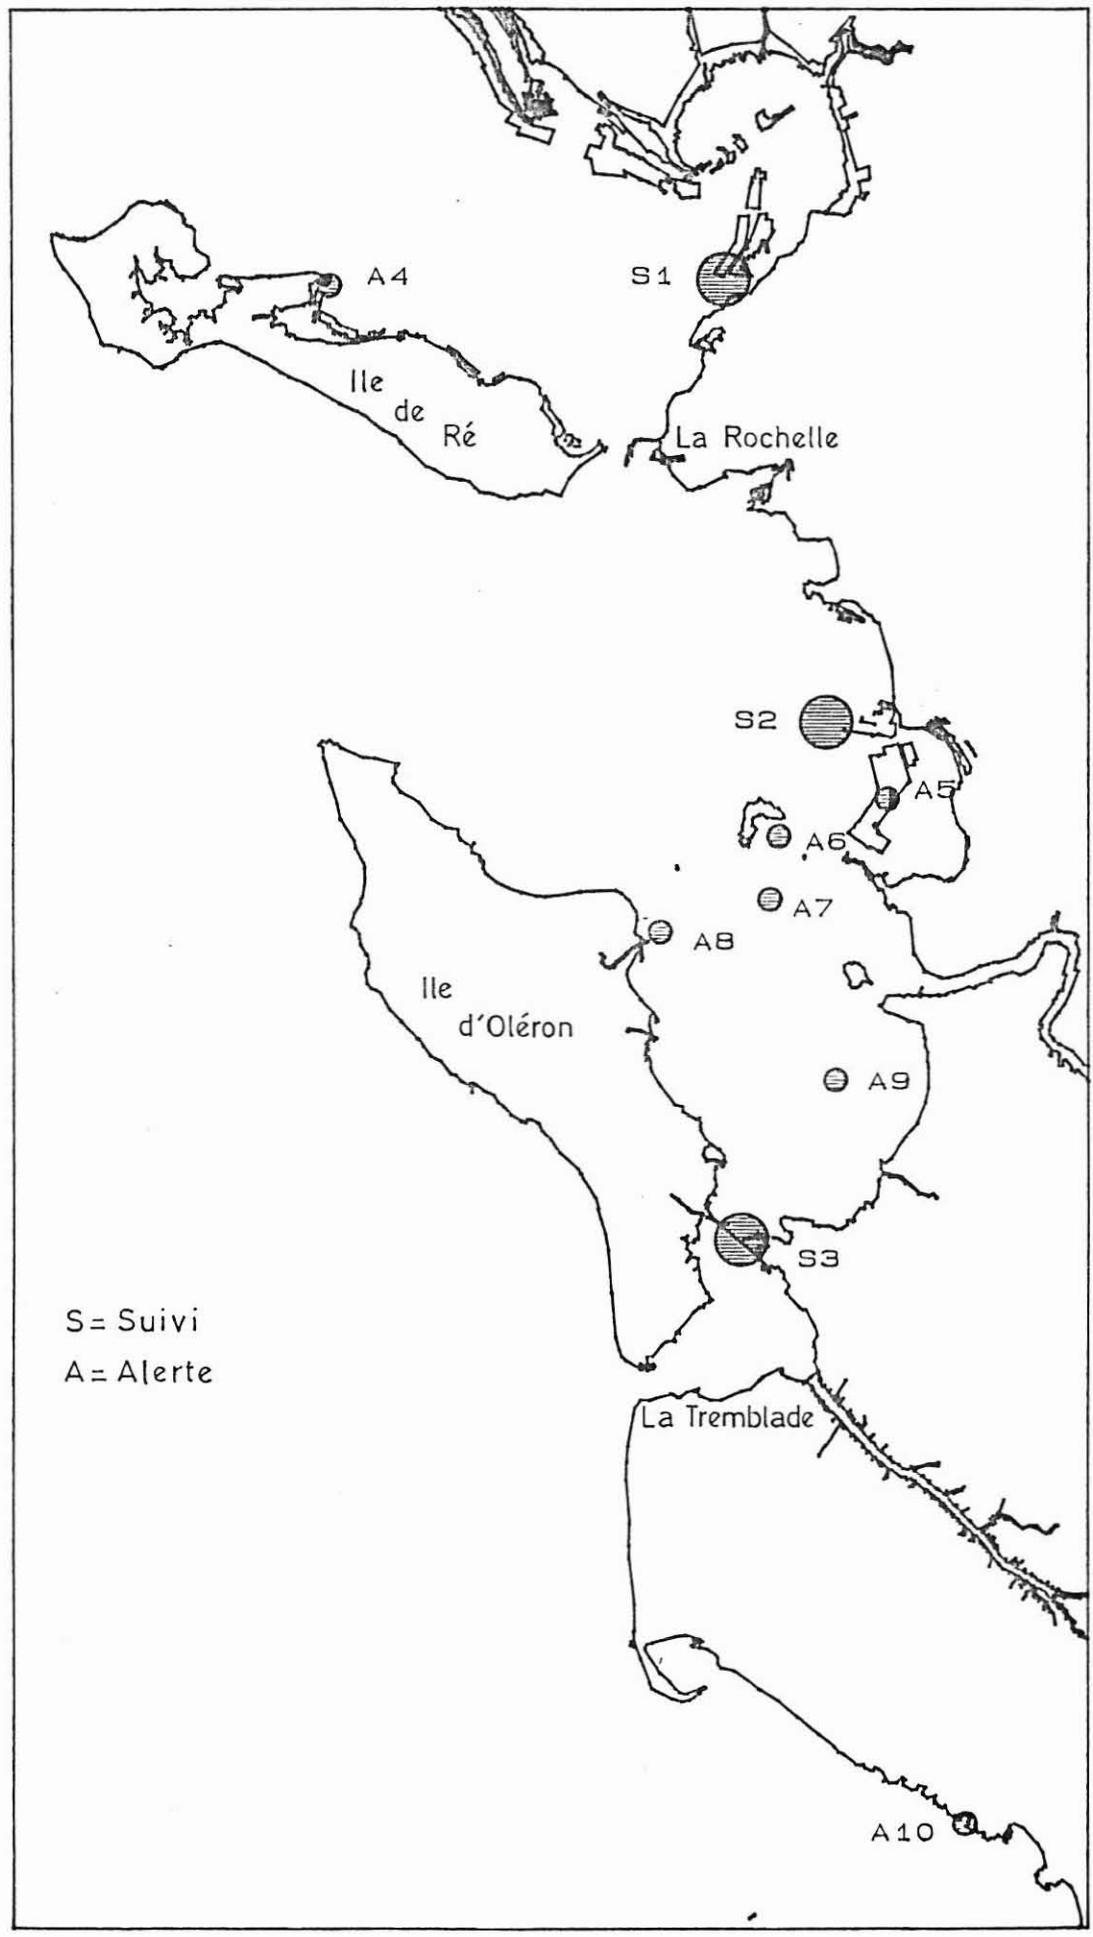 A4
S1
Ile
de
Ré
La Rochelle
S2
A5
A6
A7
A8
Ile
d'Oléron
A9
S3
S = Suivi
A = Alerte
La Tremblade
A10